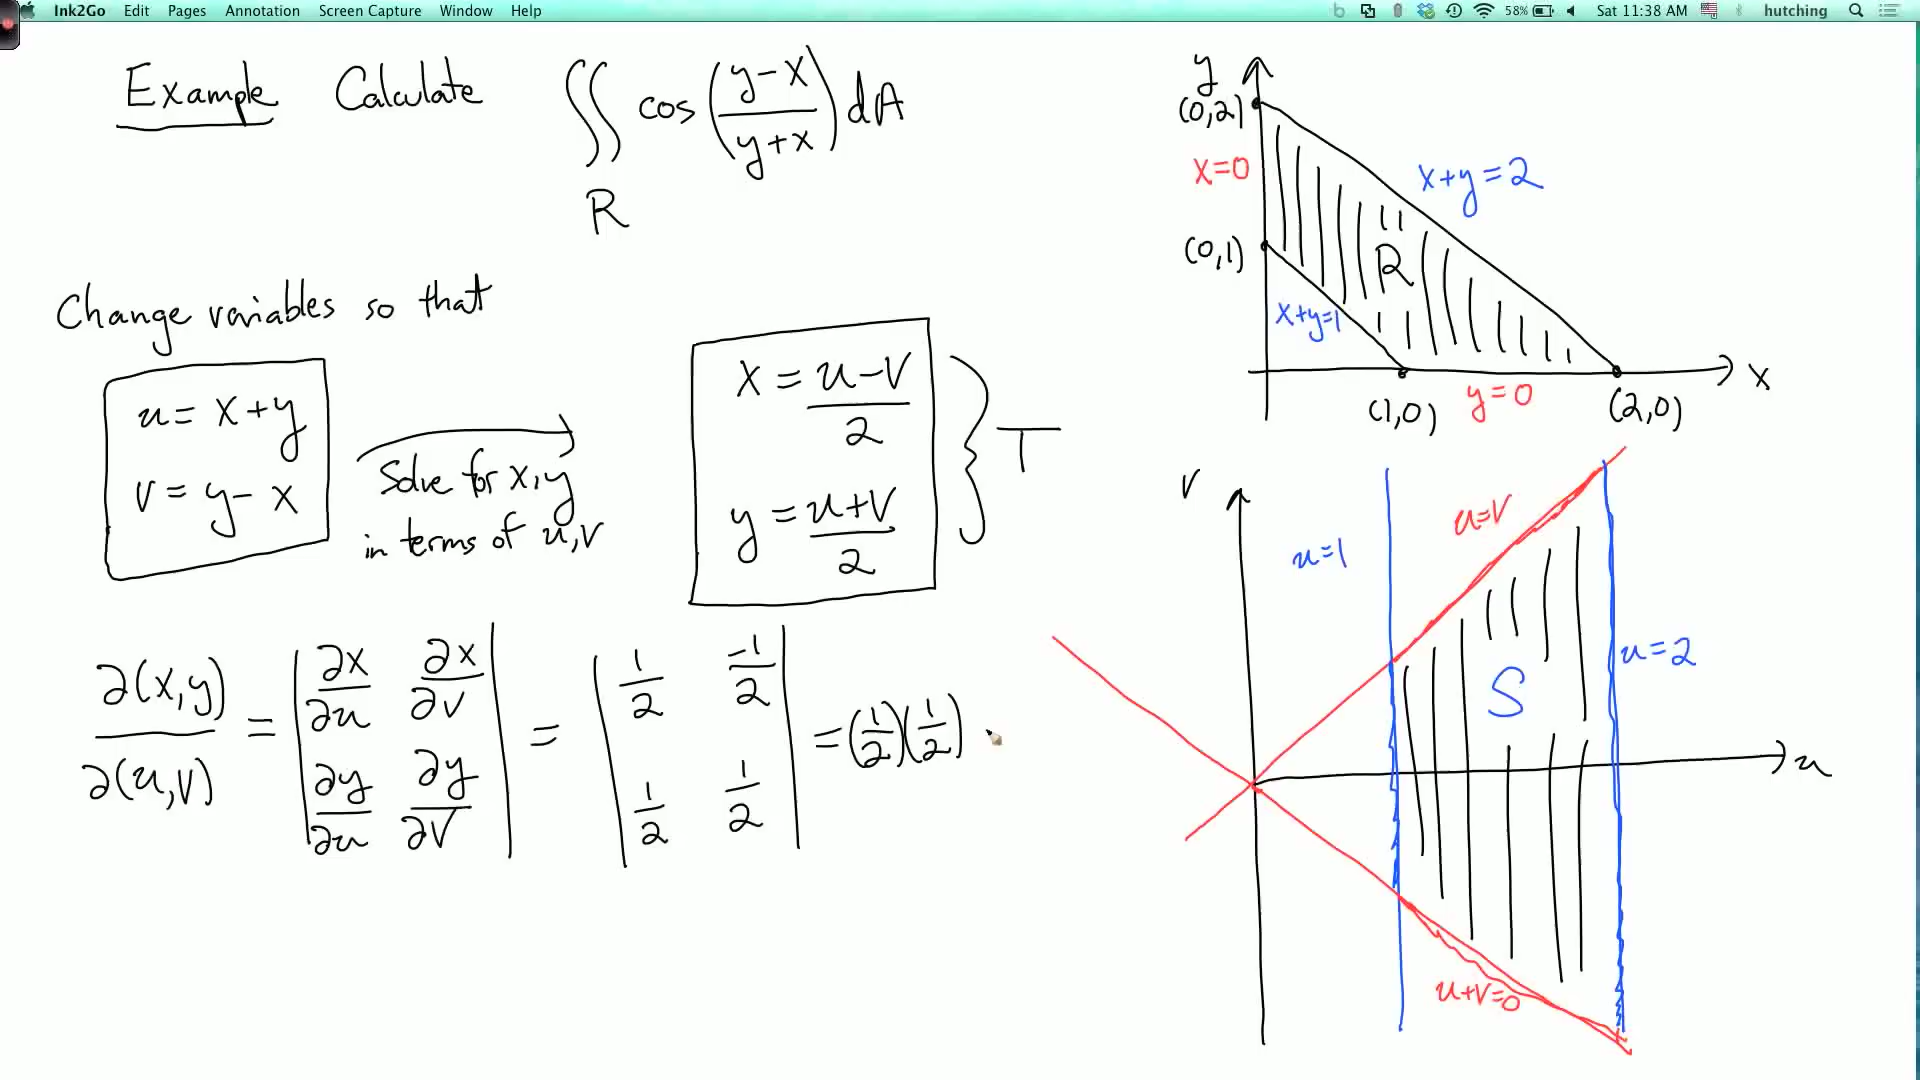 Ink2Go Edit Pages Annotation Screen Capture Window Help 58% Sat 11:38 AM hutching
Example Calculate ∬_R cos((y-x)/(y+x)) dA
Change variables so that
u = x+y
v = y-x
Solve for x,y
in terms of u,v
x = (u-v)/2
y = (u+v)/2
T
∂(x,y)/∂(u,v) = | ∂x/∂u ∂x/∂v ; ∂y/∂u ∂y/∂v | = | 1/2 -1/2 ; 1/2 1/2 | = (1/2)(1/2)
y
(0,2)
x=0
x+y=2
(0,1)
R
x+y=1
x
(1,0)
y=0
(2,0)
v
u=v
u=1
u=2
S
u
u+v=0